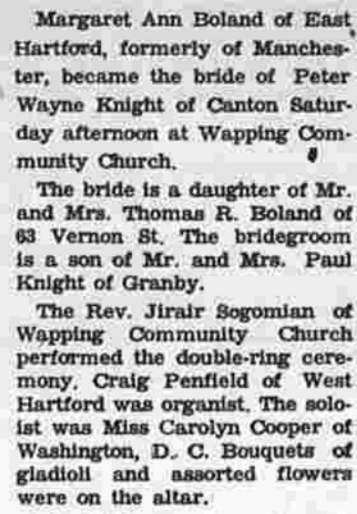 Margaret Ann Boland of East
Hartford, formerly of Manches-
ter, became the bride of Peter
Wayne Knight of Canton Satur-
day afternoon at Wapping Com-
munity Church.
The bride is a daughter of Mr.
and Mrs. Thomas R. Boland of
63 Vernon St. The bridegroom
is a son of Mr. and Mrs. Paul
Knight of Granby.
The Rev. Jirair Sogomian of
Wapping Community Church
performed the double-ring cere-
mony. Craig Penfield of West
Hartford was organist. The solo-
ist was Miss Carolyn Cooper of
Washington, D. C. Bouquets of
gladioli and assorted flowers
were on the altar.